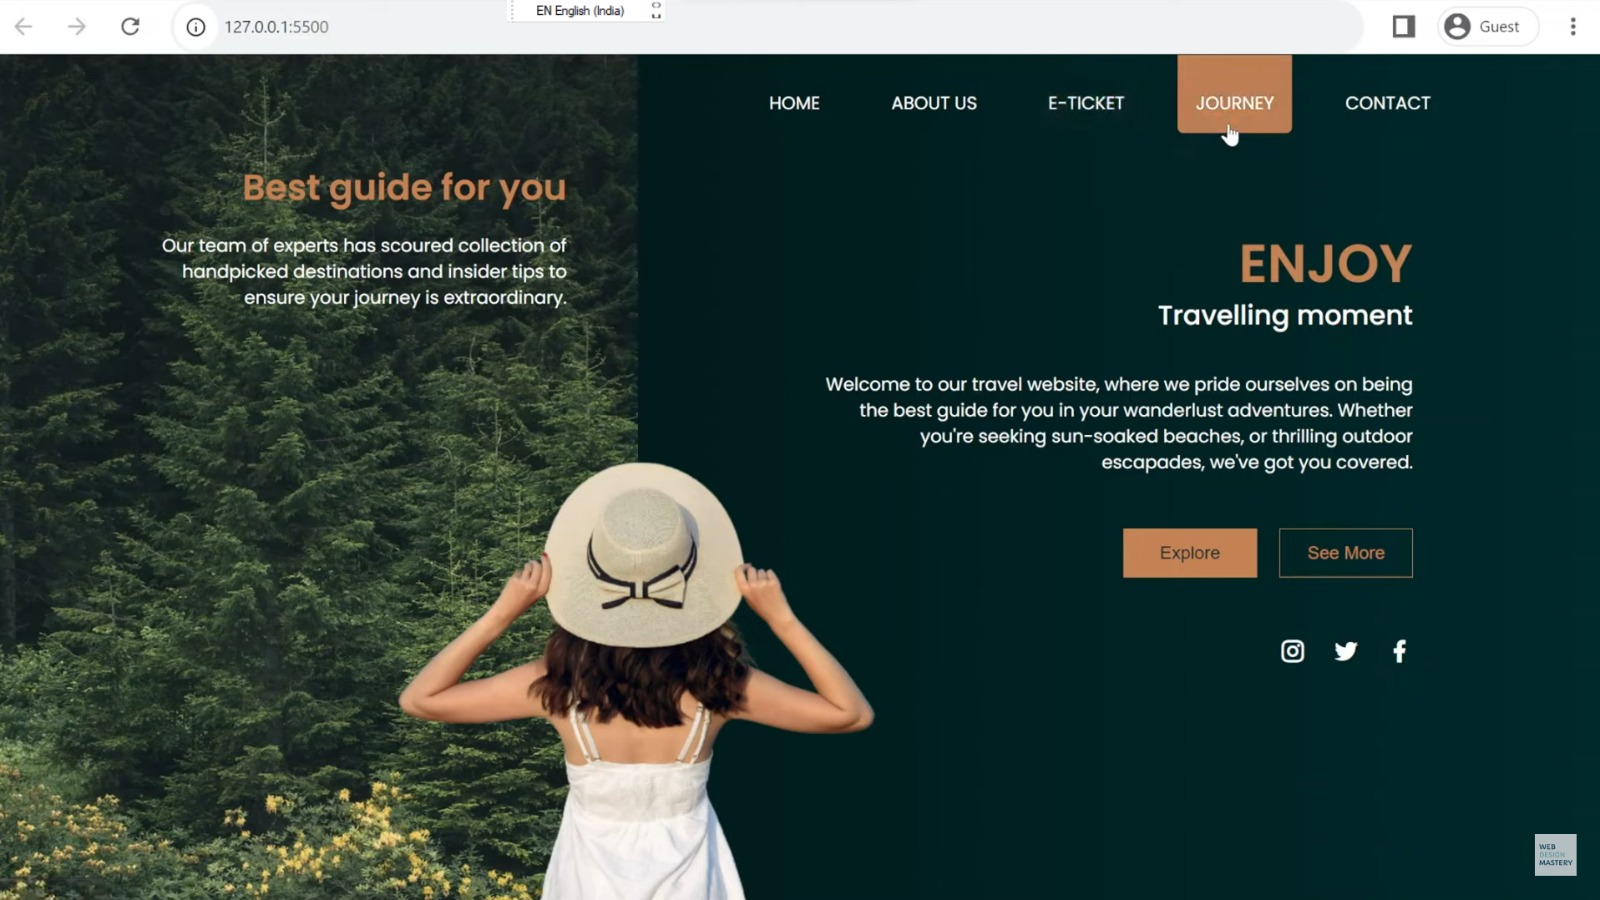 EN English (India)
127.0.0.1:5500
Guest
HOME
ABOUT US
E-TICKET
JOURNEY
CONTACT
Best guide for you
Our team of experts has scoured collection of
handpicked destinations and insider tips to
ensure your journey is extraordinary.
ENJOY
Travelling moment
Welcome to our travel website, where we pride ourselves on being
the best guide for you in your wanderlust adventures. Whether
you're seeking sun-soaked beaches, or thrilling outdoor
escapades, we've got you covered.
Explore
See More
WEB
DESIGN
MASTERY